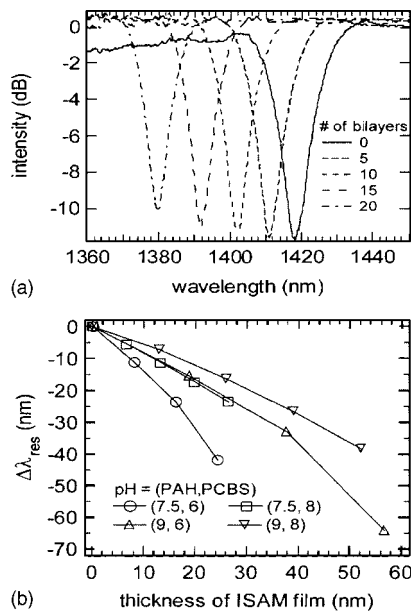 0
-2
-4
-6
-8
-10
intensity (dB)
# of bilayers
0
5
10
15
20
1360 1380 1400 1420 1440
(a) wavelength (nm)
0
-10
-20
-30
-40
-50
-60
-70
Δλres (nm)
pH = (PAH,PCBS)
(7.5, 6) (7.5, 8)
(9, 6) (9, 8)
0 10 20 30 40 50 60
(b) thickness of ISAM film (nm)